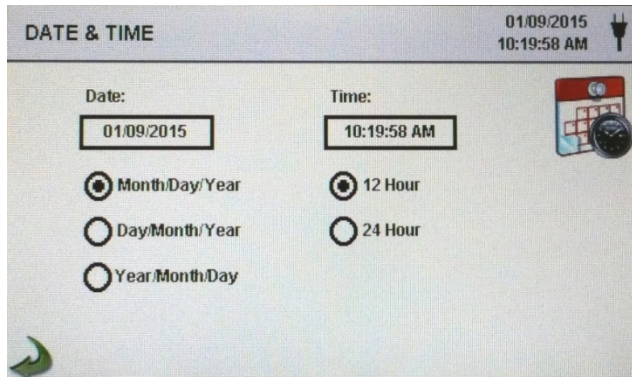 DATE & TIME
01/09/2015
10:19:58 AM
Date:
01/09/2015
Month/Day/Year
Day/Month/Year
Year/Month/Day
Time:
10:19:58 AM
12 Hour
24 Hour